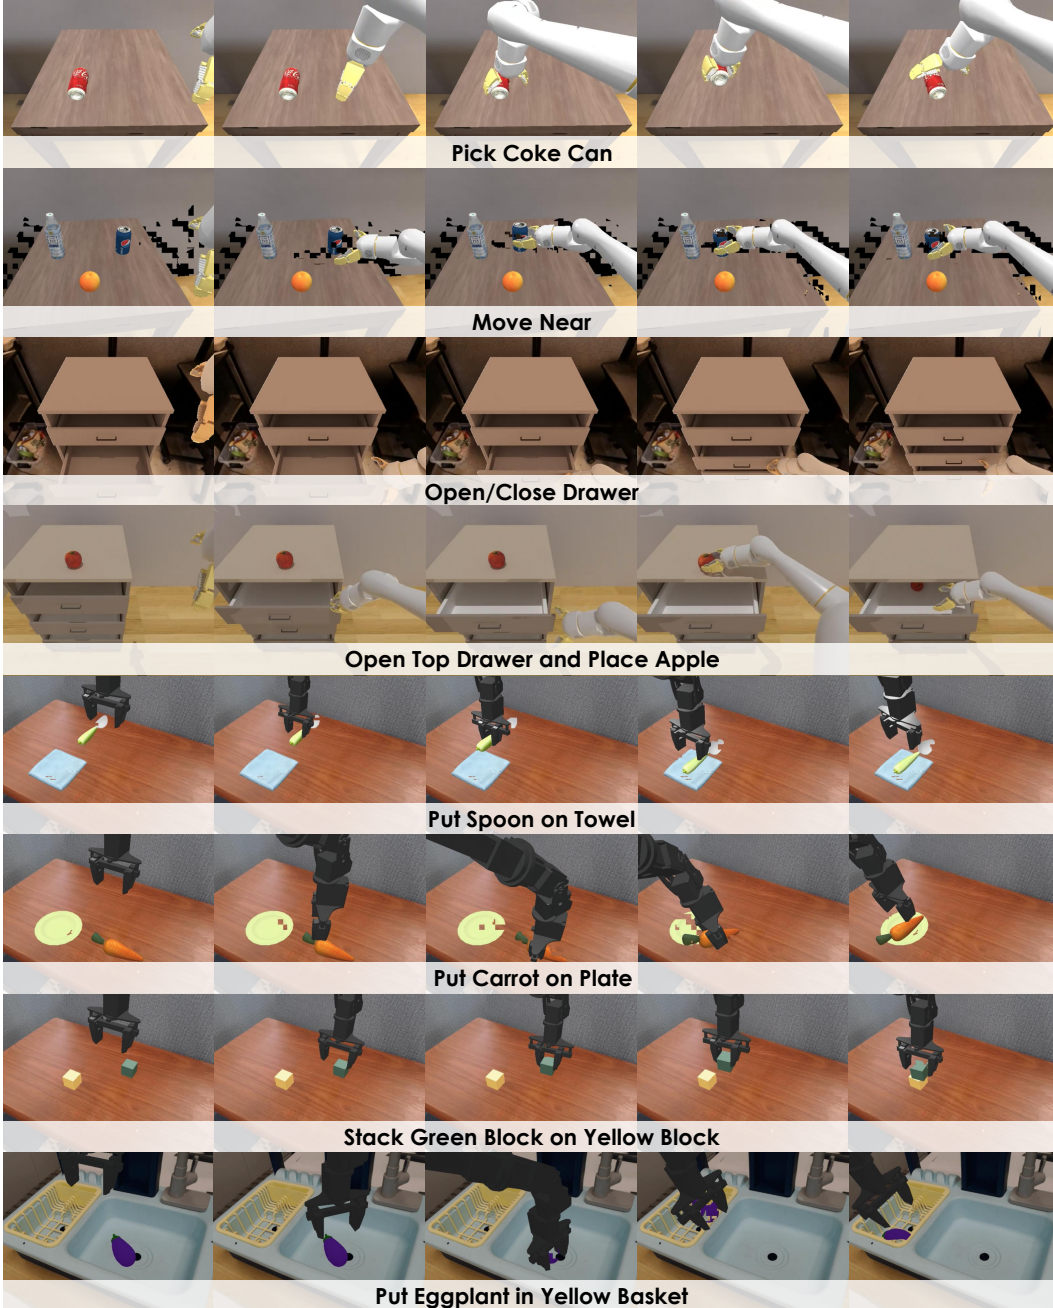 Pick Coke Can
Move Near
Open/Close Drawer
Open Top Drawer and Place Apple
Put Spoon on Towel
Put Carrot on Plate
Stack Green Block on Yellow Block
Put Eggplant in Yellow Basket